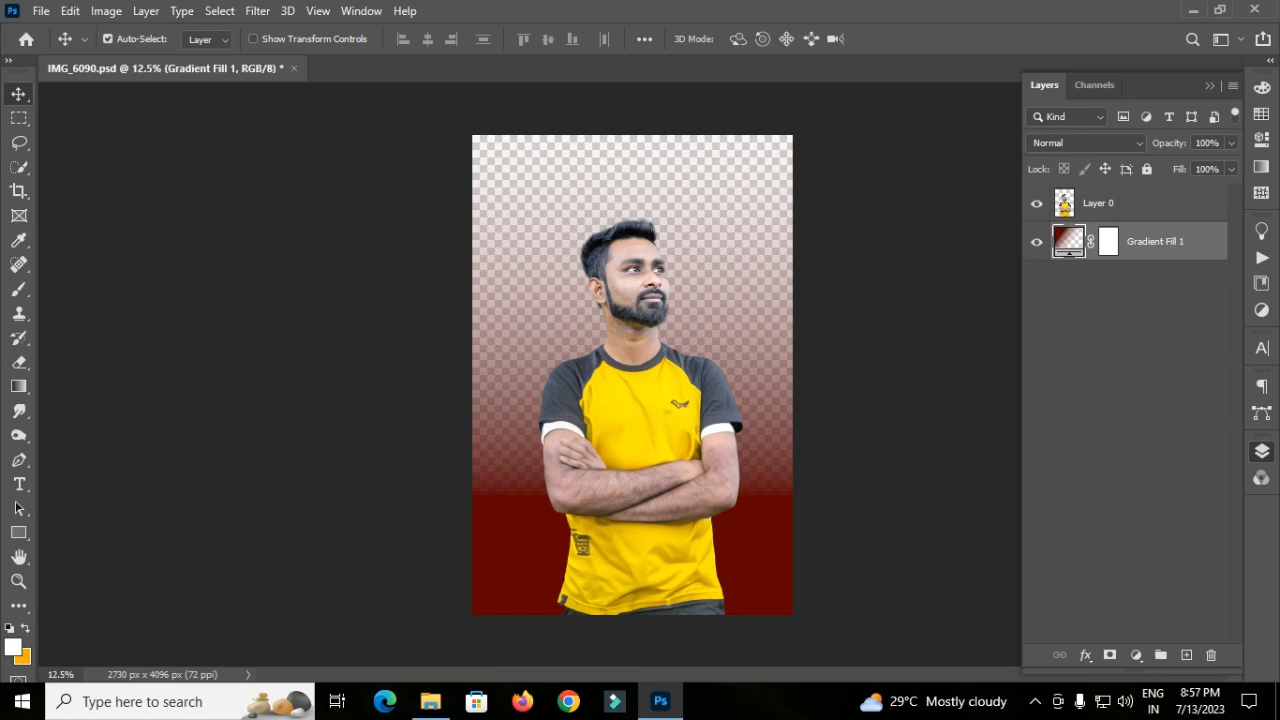 Ps File Edit Image Layer Type Select Filter 3D View Window Help
Auto-Select: Layer Show Transform Controls 3D Mode:
IMG_6090.psd @ 12.5% (Gradient Fill 1, RGB/8) *
Layers Channels
Kind
Normal Opacity: 100%
Lock: Fill: 100%
Layer 0
Gradient Fill 1
fx
12.5% 2730 px x 4096 px (72 ppi)
Type here to search
Ps
29°C Mostly cloudy
ENG
IN
8:57 PM
7/13/2023